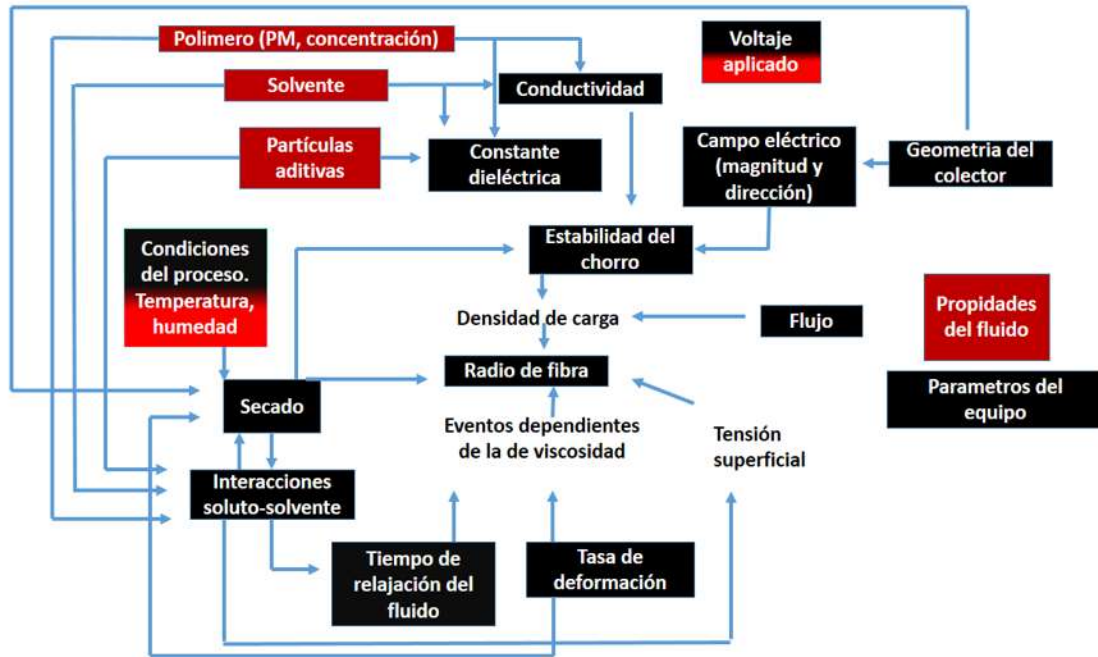 Polimero (PM, concentración)
Voltaje
aplicado
Solvente
Conductividad
Partículas
aditivas
Constante
dieléctrica
Campo eléctrico
(magnitud y
dirección)
Geometria del
colector
Condiciones
del proceso.
Temperatura,
humedad
Estabilidad del
chorro
Densidad de carga
Flujo
Propidades
del fluido
Radio de fibra
Parametros del
equipo
Secado
Eventos dependientes
de la de viscosidad
Tensión
superficial
Interacciones
soluto-solvente
Tiempo de
relajación del
fluido
Tasa de
deformación